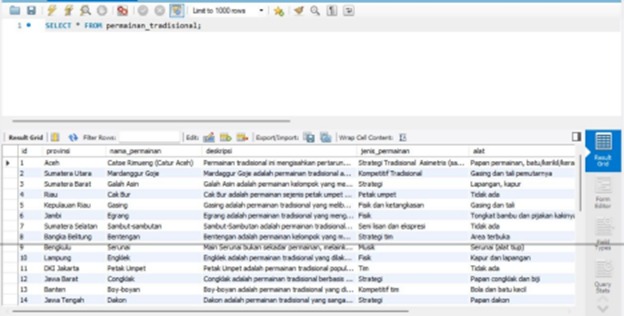 Limit to 1000 rows
1 SELECT * FROM permainan_tradisional;
Result Grid Filter Rows: Edit: Export/Import: Wrap Cell Content:
id provinsi nama_permainan deskripsi jenis_permainan alat
1 Aceh Catoe Rimueng (Catur Aceh) Permainan tradisional ini mengisahkan pertarun... Strategi Tradisional Asimetris (sa... Papan permainan, batu/kerikil/kera
2 Sumatera Utara Mardanggur Goje Mardaggur Goje adalah permainan tradisional a... Kompetitif Tradisional Gasing dan tali pemutarnya
3 Sumatera Barat Galah Asin Galah Asin adalah permainan kelompok yang me... Strategi Lapangan, kapur
4 Riau Cak Bur Cak Bur adalah permainan sejenis petak umpet ... Petak umpet Tidak ada
5 Kepulauan Riau Gasing Gasing adalah permainan tradisional yang melib... Fisik dan ketangkasan Gasing dan tali
6 Jambi Egrang Egrang adalah permainan tradisional yang meng... Fisik Tongkat bambu dan pijakan kakinya
7 Sumatera Selatan Sambut-sambutan Sambut-Sambutan adalah permainan tradisional... Seni lisan dan ekspresi Tidak ada
8 Bangka Belitung Bentengan Bentengan adalah permainan kelompok yang m... Strategi tim Area terbuka
9 Bengkulu Serunai Main Serunai bukan sekadar permainan, melaink... Musik Serunai (alat tiup)
10 Lampung Engklek Engklek adalah permainan tradisional yang dilak... Fisik Kapur dan lapangan
11 DKI Jakarta Petak Umpet Petak Umpet adalah permainan tradisional popul... Tim Tidak ada
12 Jawa Barat Congklak Congklak adalah permainan tradisional berbasis ... Strategi Papan congklak dan biji
13 Banten Boy-boyan Boy-boyan adalah permainan tradisional yang di... Kompetitif tim Bola dan batu kecil
14 Jawa Tengah Dakon Dakon adalah permainan tradisional yang sanga... Strategi Papan dakon
Result
Grid
Form
Editor
Field
Types
Query
Stats